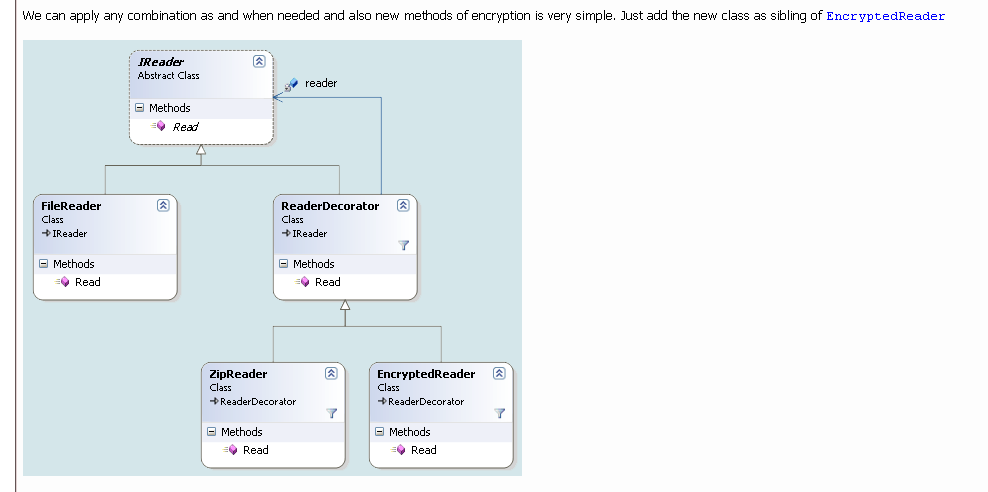 We can apply any combination as and when needed and also new methods of encryption is very simple. Just add the new class as sibling of EncryptedReader
IReader
Abstract Class
Methods
Read
reader
FileReader
Class
IReader
Methods
Read
ReaderDecorator
Class
IReader
Methods
Read
ZipReader
Class
ReaderDecorator
Methods
Read
EncryptedReader
Class
ReaderDecorator
Methods
Read